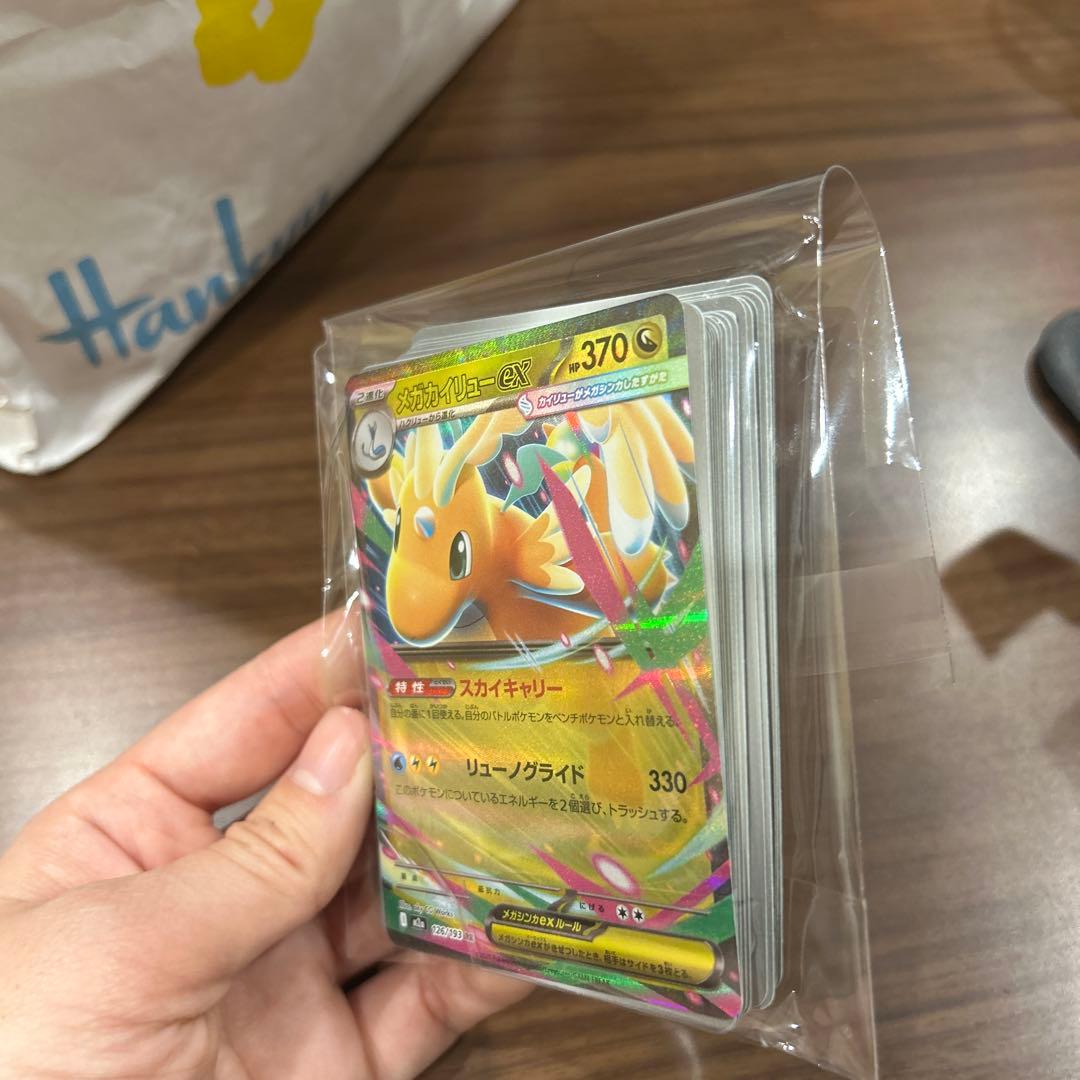 Hanky
2進化
メガカイリューex
HP370
ハクリューから進化
カイリューがメガシンカしたすがた
特性
スカイキャリー
自分の番に1回使える。自分のバトルポケモンをベンチポケモンと入れ替える。
リューノグライド 330
このポケモンについているエネルギーを2個選び、トラッシュする。
抵抗力
にげる
メガシンカexルール
メガシンカexがきぜつしたとき、相手はサイドを3枚とる。
126/193 RR